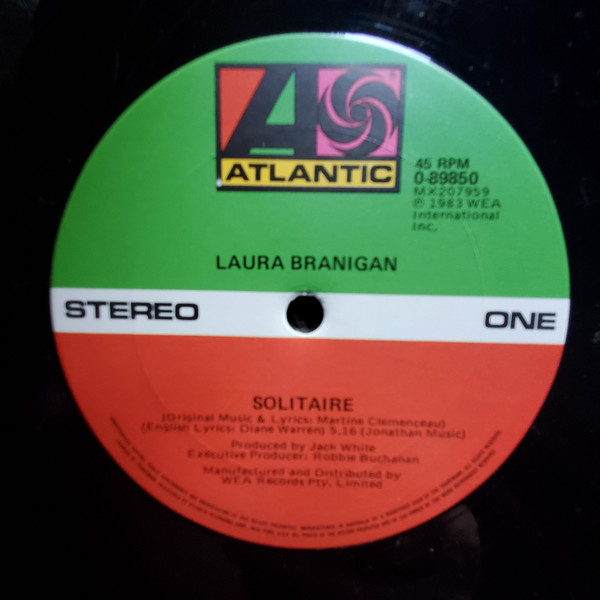 ATLANTIC
45 RPM
0-89850
MX207959
℗ 1983 WEA
International
Inc.
LAURA BRANIGAN
STEREO
ONE
SOLITAIRE
(Original Music & Lyrics: Martine Clemenceau)
(English Lyrics: Diane Warren) 5.16 (Jonathan Music)
Produced by Jack White
Executive Producer: Robbie Buchanan
Manufactured and Distributed by
WEA Records Pty. Limited